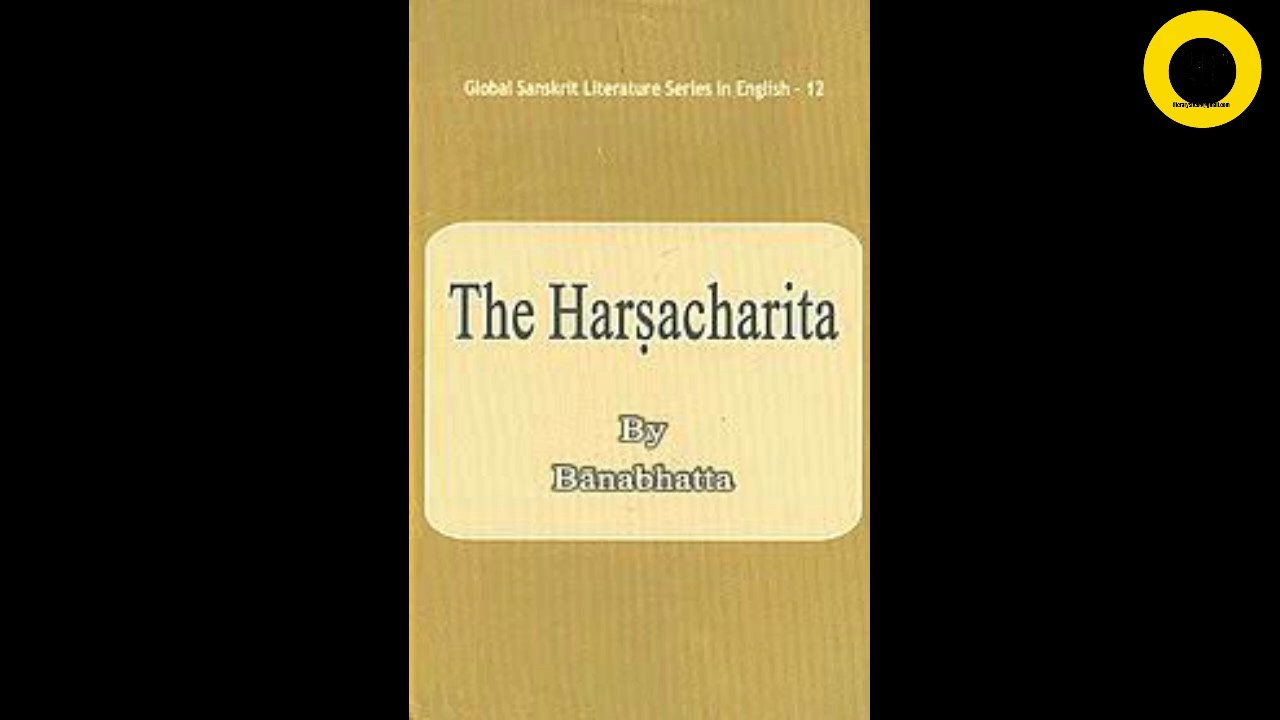 Global Sanskrit Literature Series in English - 12
The Harṣacharita
By
Bānabhatta